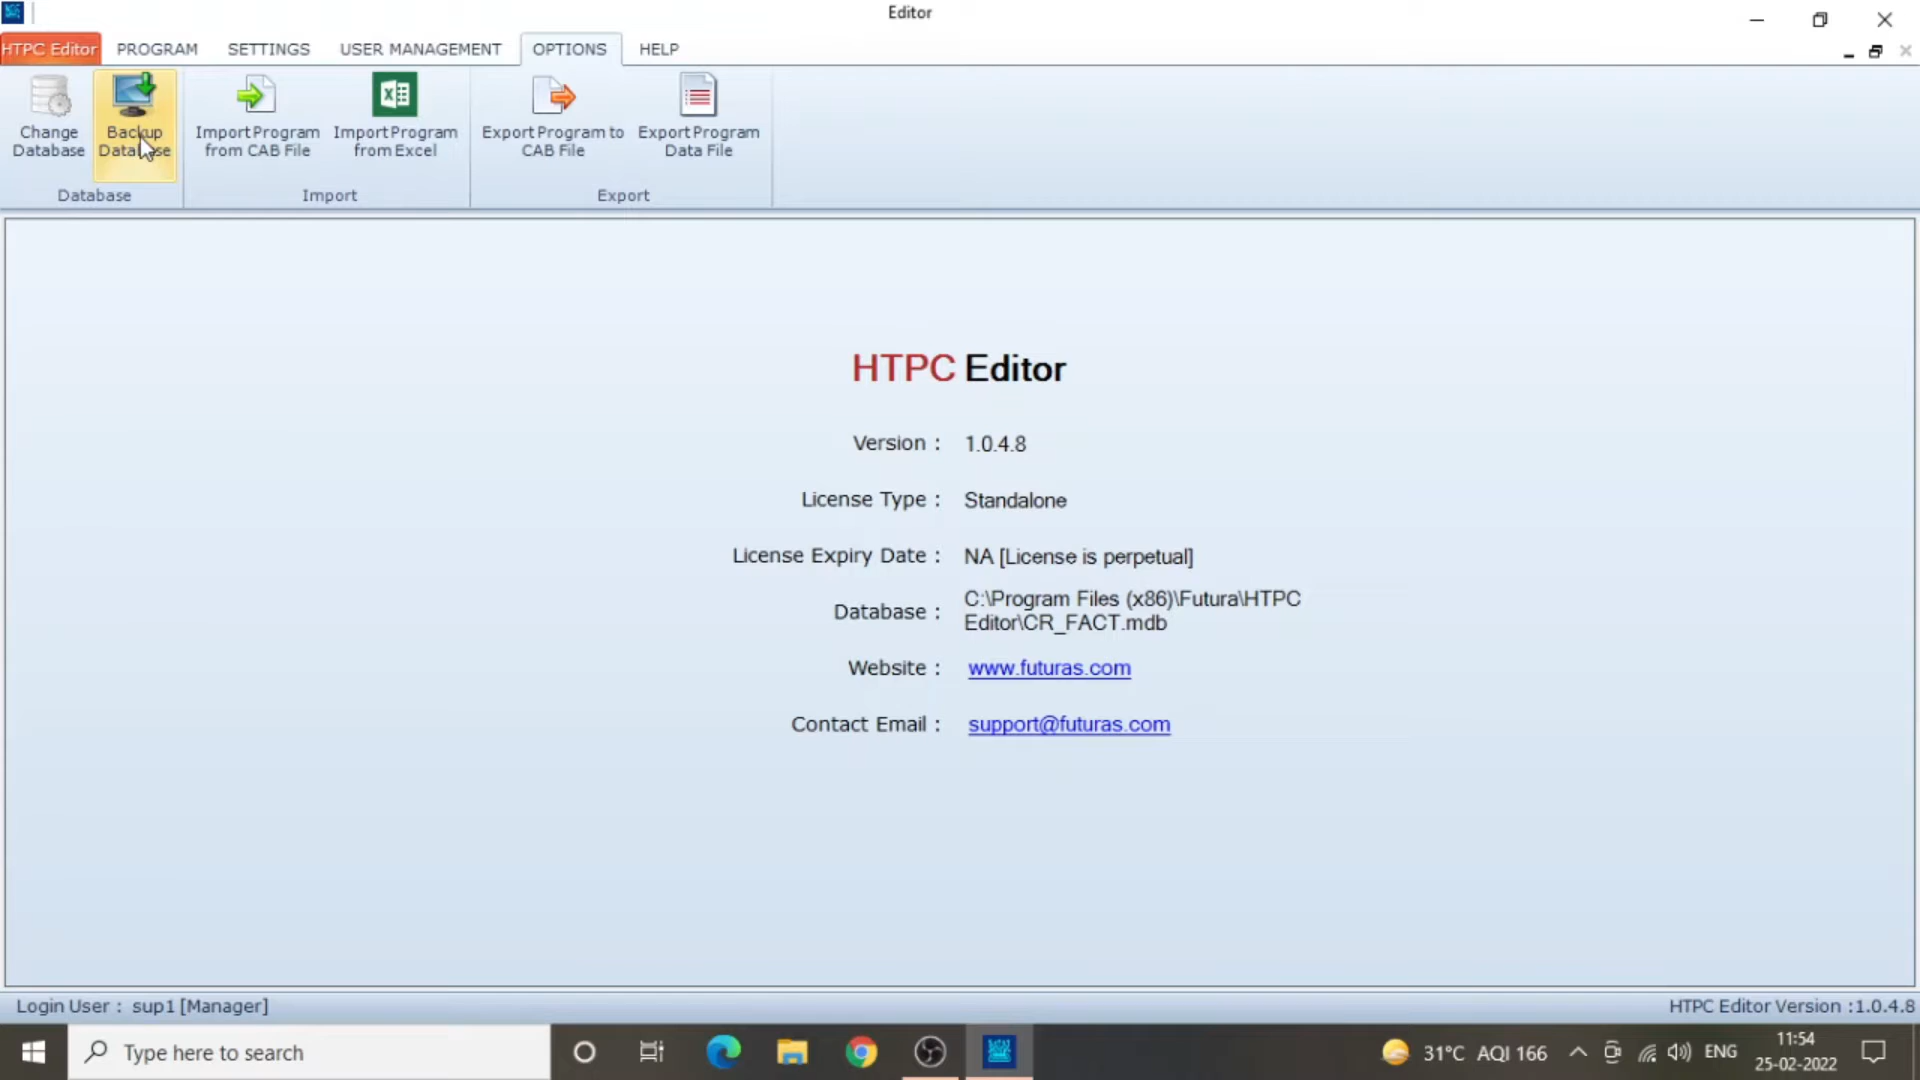 Editor
HTPC Editor PROGRAM SETTINGS USER MANAGEMENT OPTIONS HELP
Change Database
Backup Database
Import Program from CAB File
Import Program from Excel
Export Program to CAB File
Export Program Data File
Database
Import
Export
HTPC Editor
Version : 1.0.4.8
License Type : Standalone
License Expiry Date : NA [License is perpetual]
Database : C:\Program Files (x86)\Futura\HTPC
Editor\CR_FACT.mdb
Website : www.futuras.com
Contact Email : support@futuras.com
Login User : sup1 [Manager]
HTPC Editor Version :1.0.4.8
Type here to search
31°C AQI 166
ENG
11:54
25-02-2022